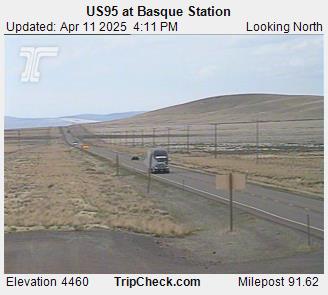 US95 at Basque Station
Updated: Apr 11 2025 4:11 PM Looking North
Elevation 4460 TripCheck.com Milepost 91.62